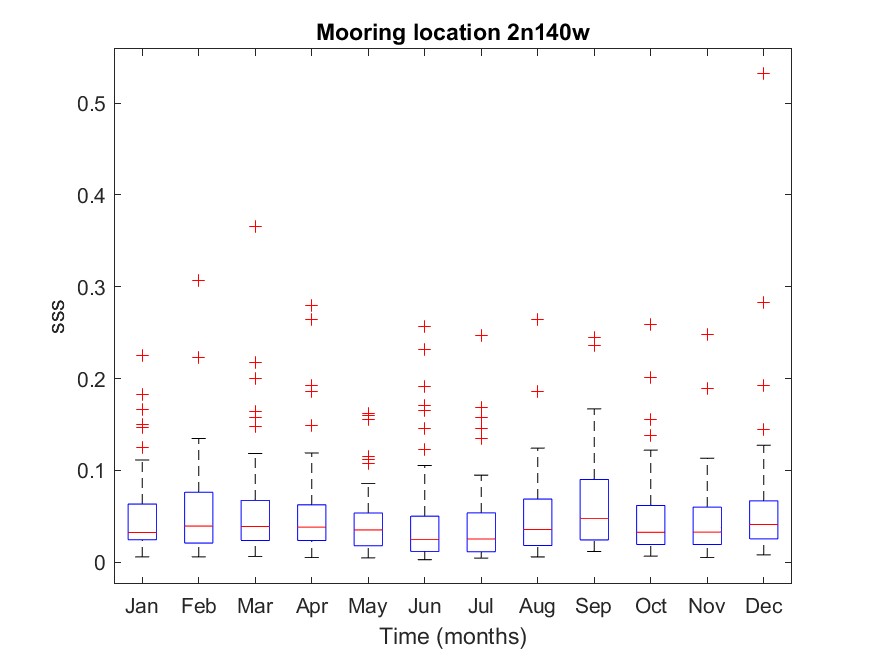 Mooring location 2n140w
0.5
0.4
0.3
0.2
0.1
0
sss
Jan Feb Mar Apr May Jun Jul Aug Sep Oct Nov Dec
Time (months)